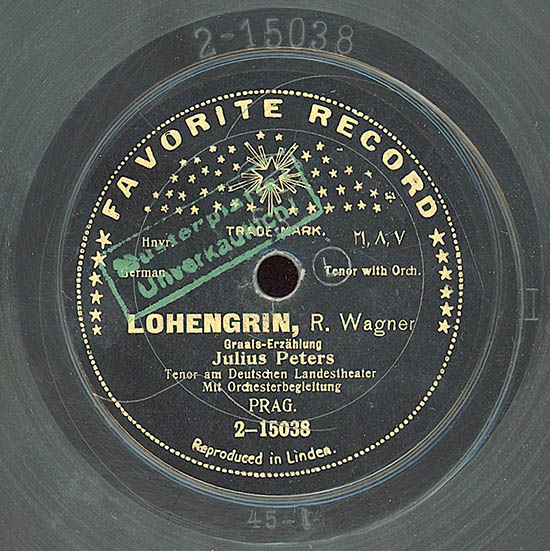 2-15038
FAVORITE RECORD
TRADE MARK.
Hnvr
M, A, V
Musterplatte
Unverkäuflich!
German
Tenor with Orch.
LOHENGRIN, R. Wagner
Graals-Erzählung
Julius Peters
Tenor am Deutschen Landestheater
Mit Orchesterbegleitung
PRAG.
2-15038
Reproduced in Linden.